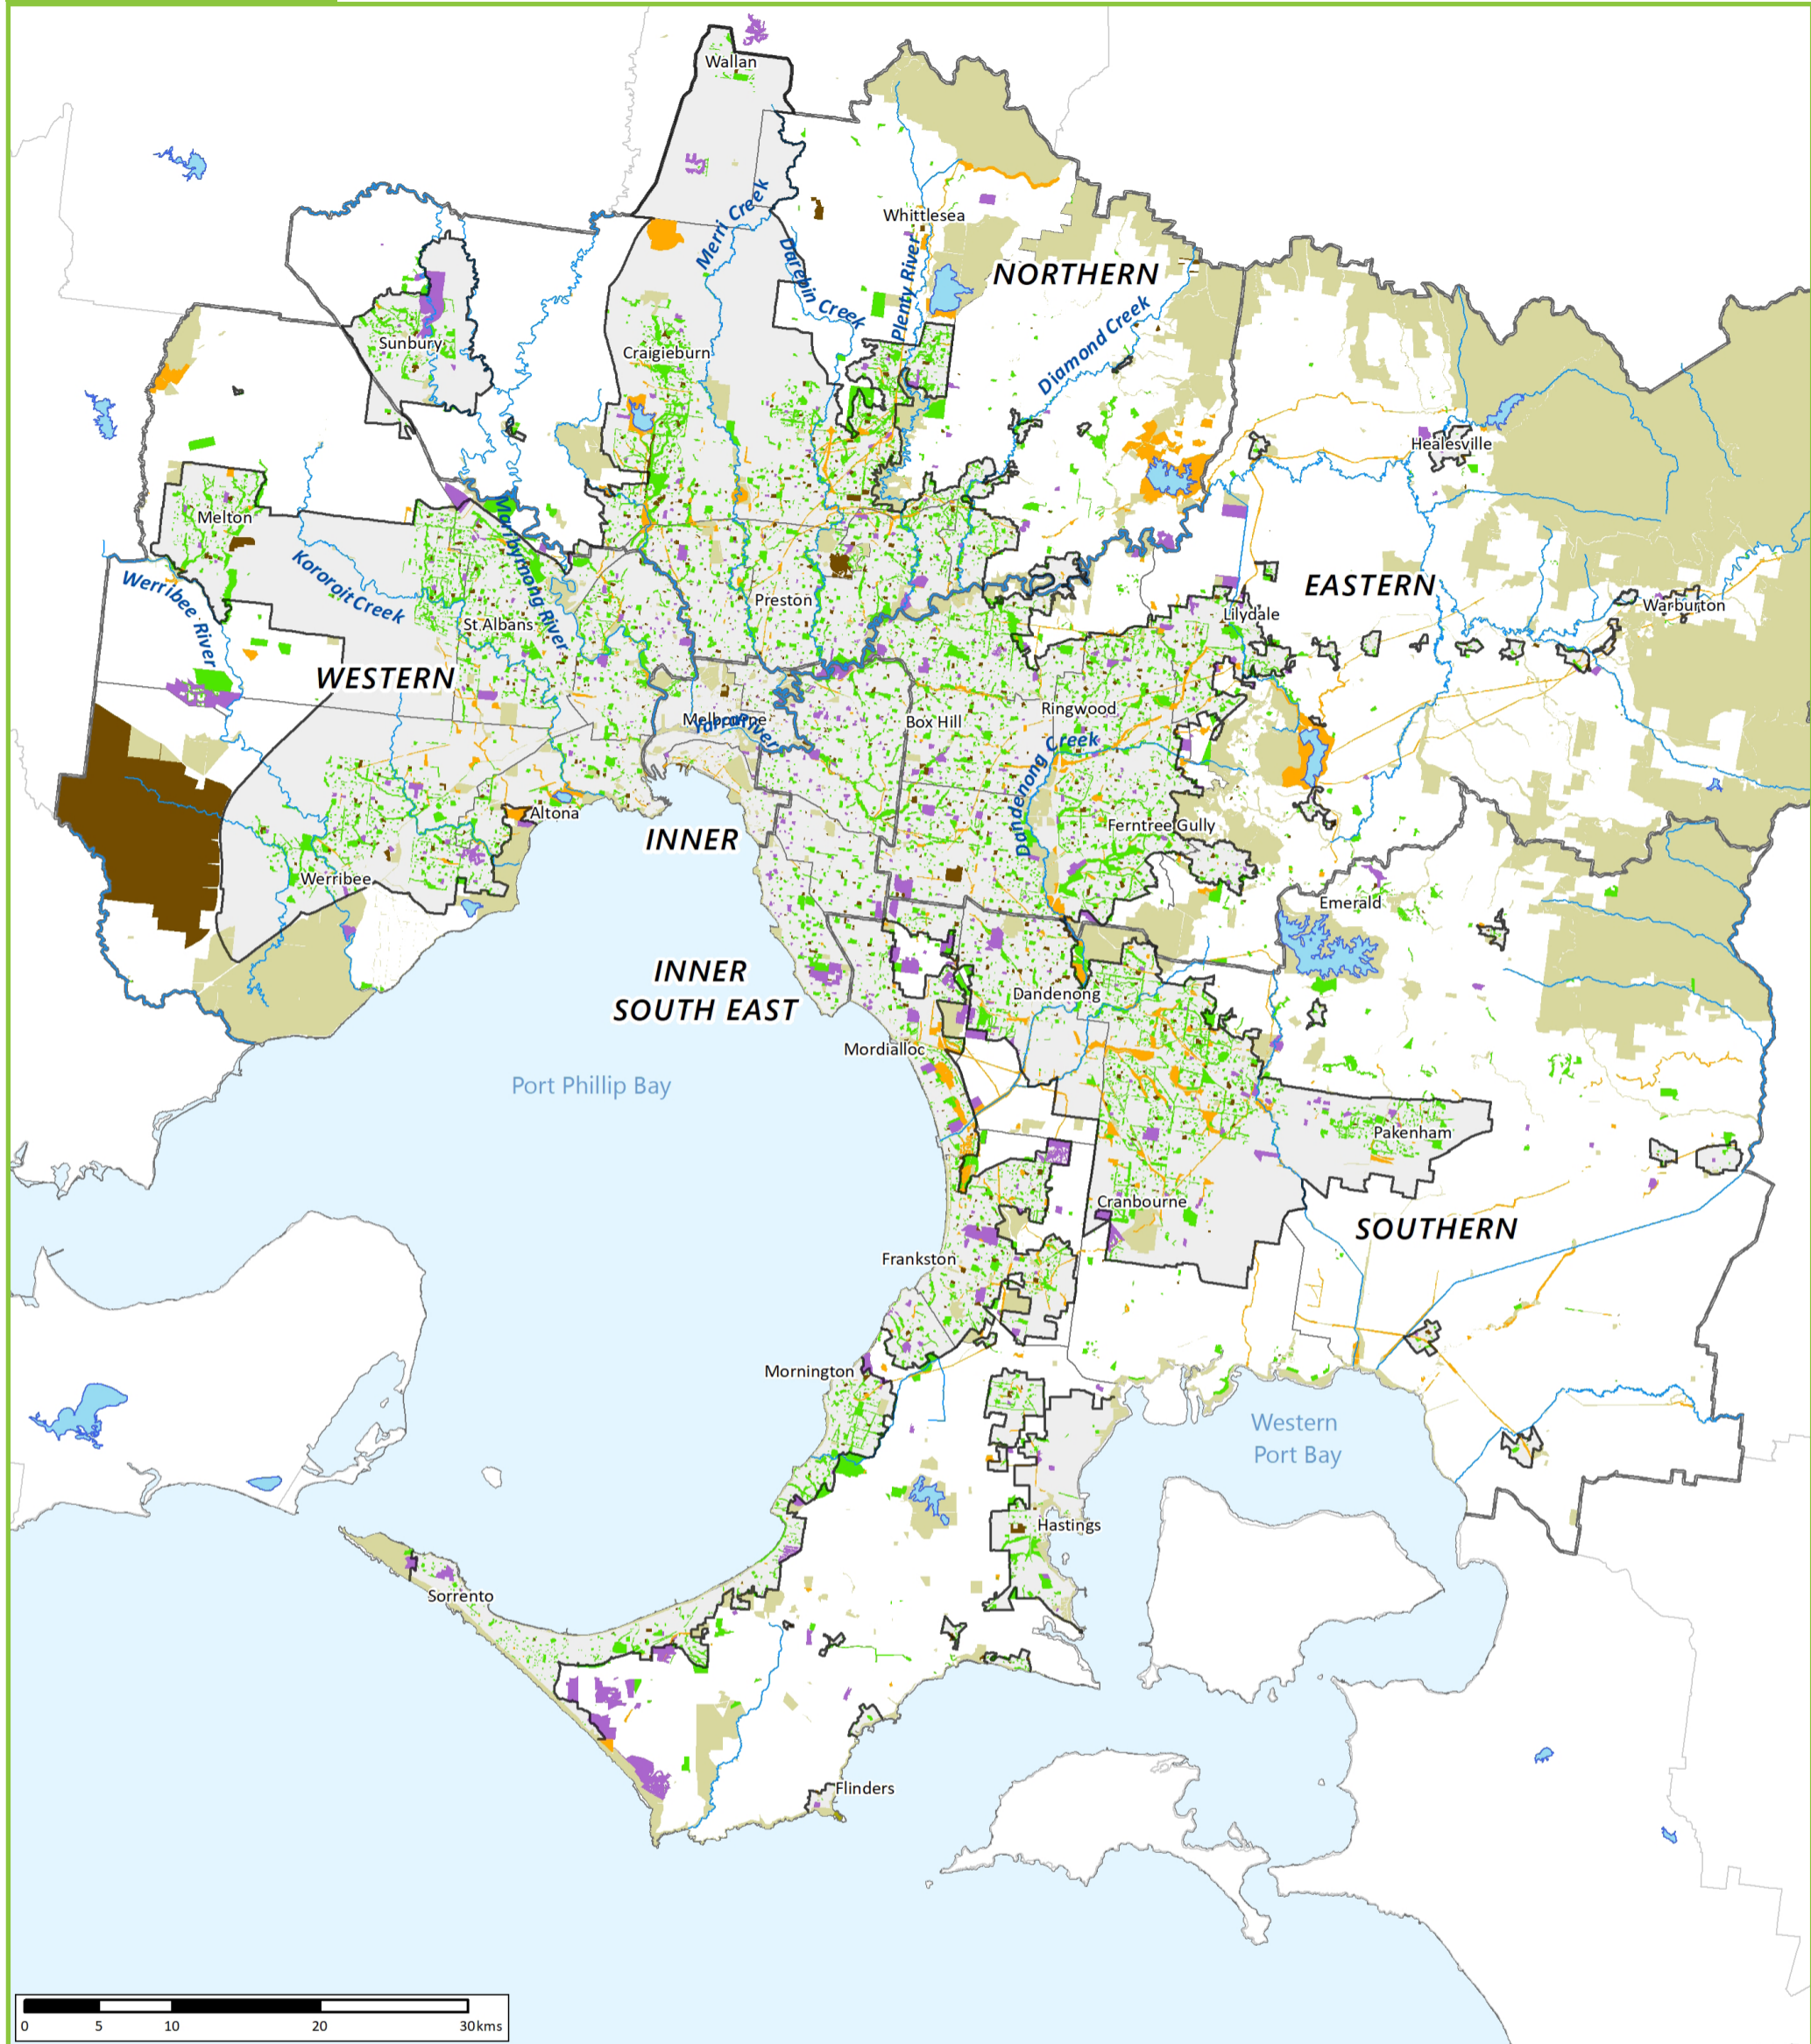 Wallan
Merri Creek
Whittlesea
Darebin Creek
Plenty River
NORTHERN
Diamond Creek
Sunbury
Craigieburn
Healesville
Melton
Maribyrnong River
Kororoit Creek
Werribee River
EASTERN
Preston
Warburton
Lilydale
St Albans
WESTERN
Ringwood
Melbourne
Yarra River
Box Hill
Dandenong Creek
Altona
Ferntree Gully
INNER
Werribee
Emerald
INNER
SOUTH EAST
Dandenong
Mordialloc
Port Phillip Bay
Pakenham
Cranbourne
SOUTHERN
Frankston
Mornington
Western
Port Bay
Hastings
Sorrento
Flinders
0 5 10 20 30 kms